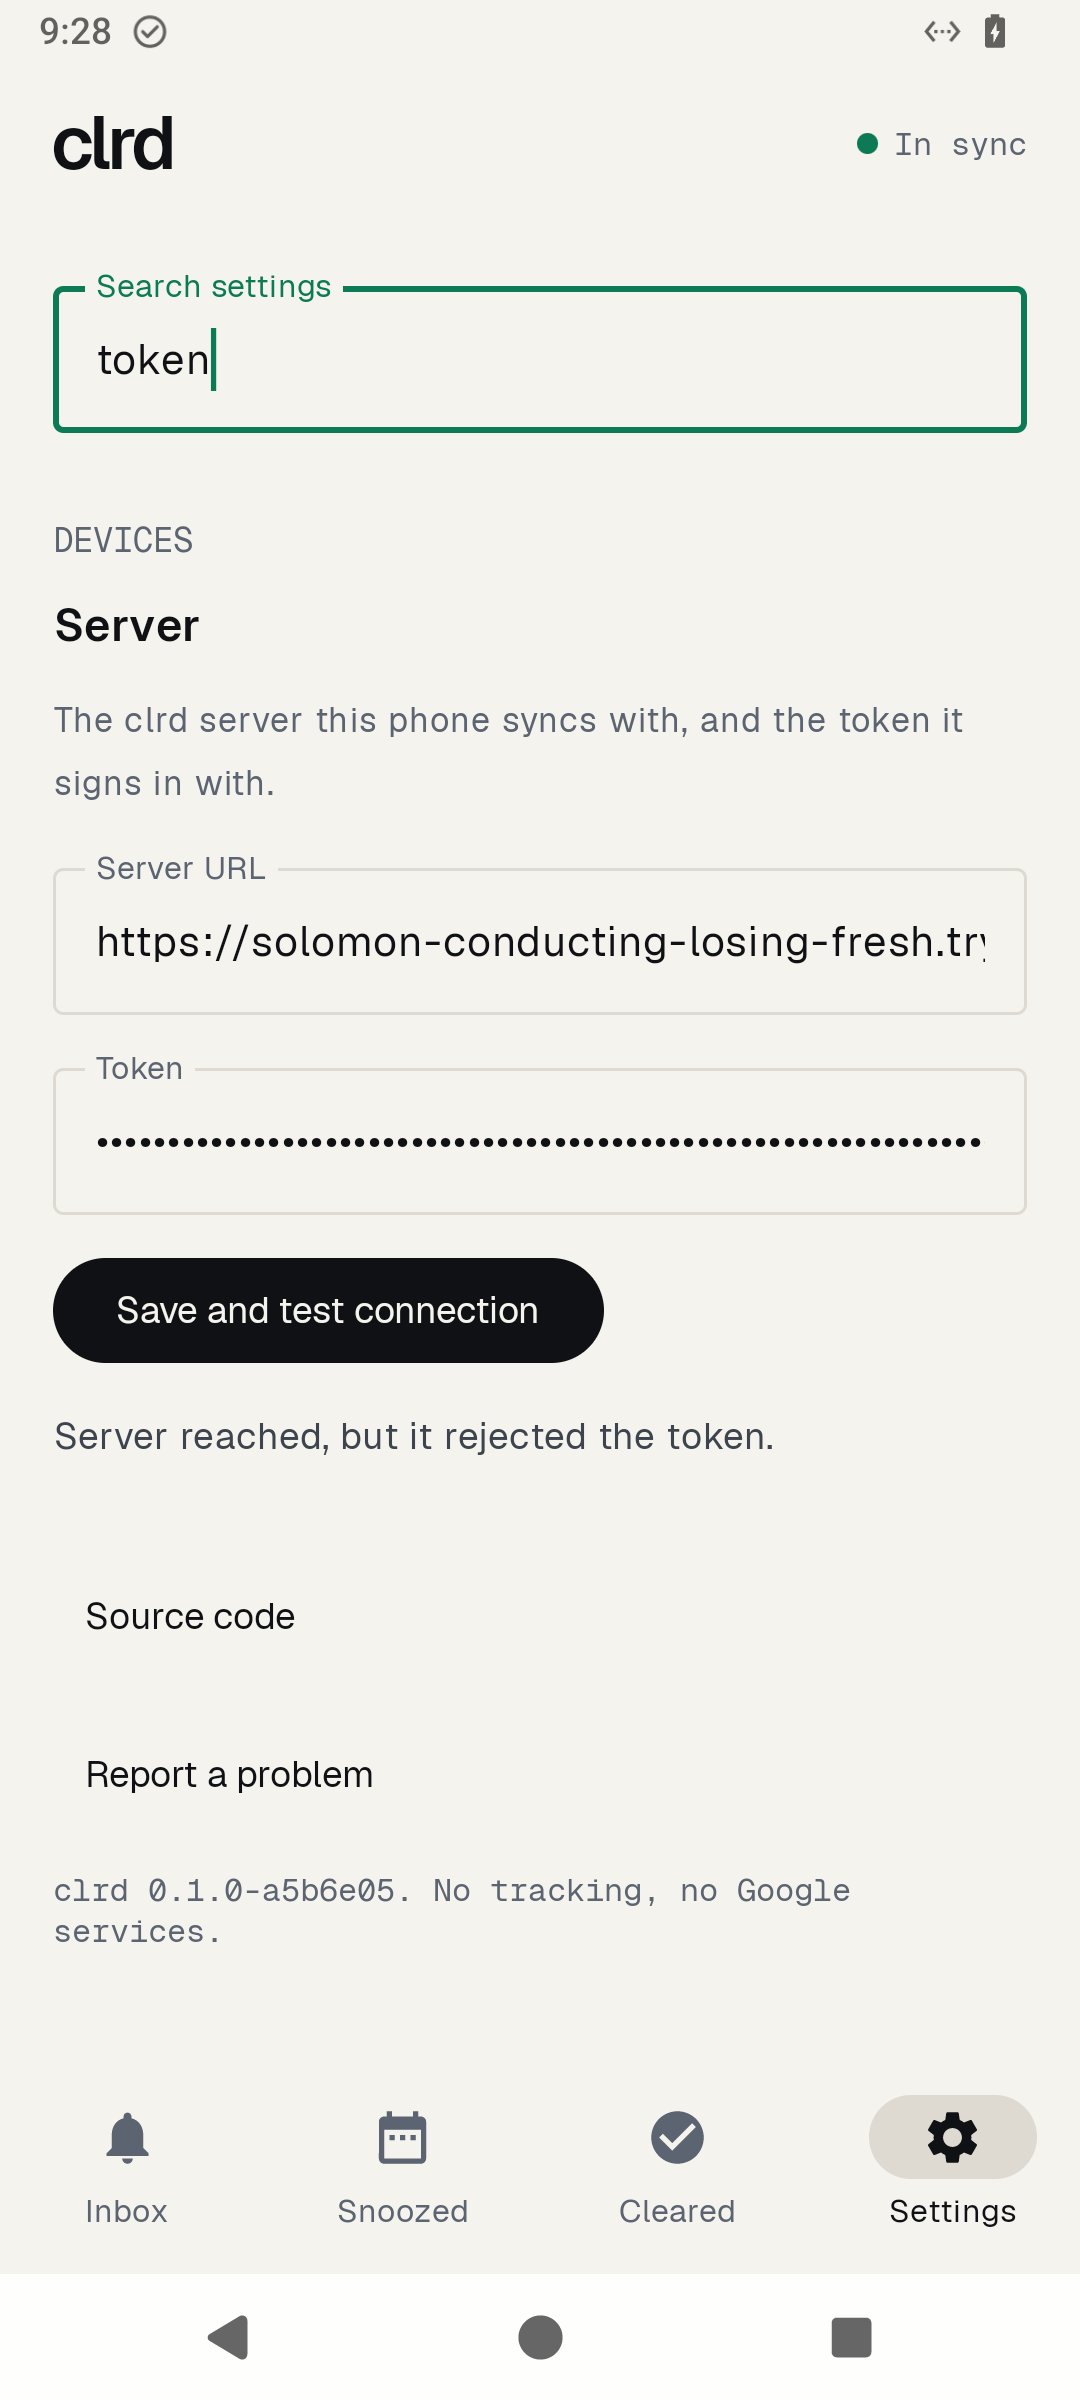 9:28
clrd
In sync
Search settings
token
DEVICES
Server
The clrd server this phone syncs with, and the token it
signs in with.
Server URL
https://solomon-conducting-losing-fresh.try
Token
Save and test connection
Server reached, but it rejected the token.
Source code
Report a problem
clrd 0.1.0-a5b6e05. No tracking, no Google
services.
Inbox
Snoozed
Cleared
Settings